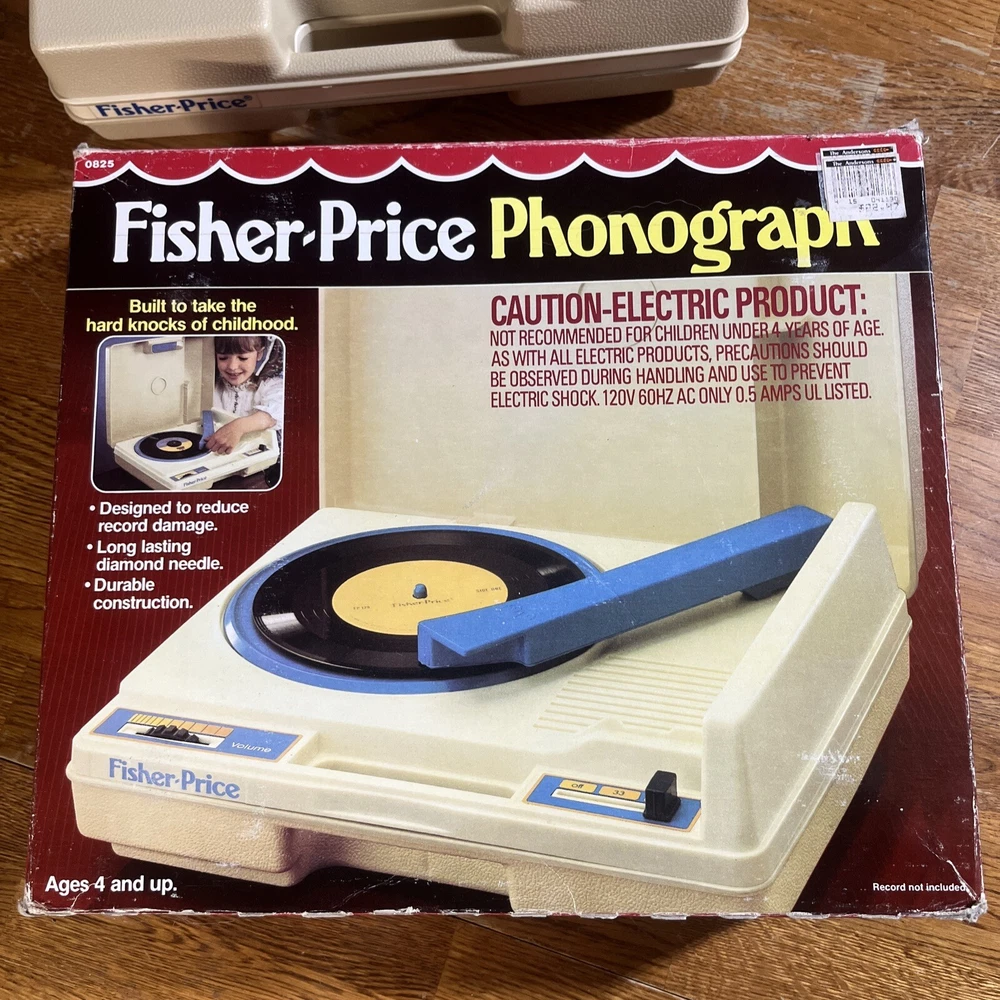 Fisher-Price®
0825
The Andersons
The Andersons
Fisher-Price Phonograph
Built to take the
hard knocks of childhood.
CAUTION-ELECTRIC PRODUCT:
NOT RECOMMENDED FOR CHILDREN UNDER 4 YEARS OF AGE.
AS WITH ALL ELECTRIC PRODUCTS, PRECAUTIONS SHOULD
BE OBSERVED DURING HANDLING AND USE TO PREVENT
ELECTRIC SHOCK. 120V 60HZ AC ONLY 0.5 AMPS UL LISTED.
Fisher-Price
• Designed to reduce
record damage.
• Long lasting
diamond needle.
• Durable
construction.
Fisher-Price
SIDE ONE
Volume
Fisher-Price
off 33
Ages 4 and up.
Record not included.